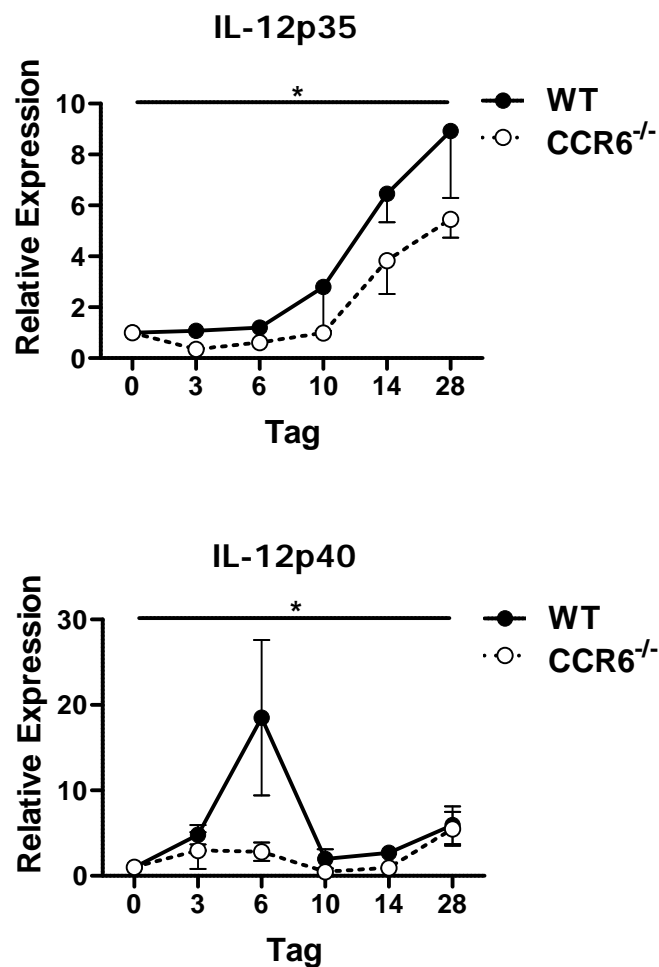 IL-12p35
*
WT
CCR6-/-
Relative Expression
10
8
6
4
2
0
0 3 6 10 14 28
Tag
IL-12p40
*
WT
CCR6-/-
Relative Expression
30
20
10
0
0 3 6 10 14 28
Tag